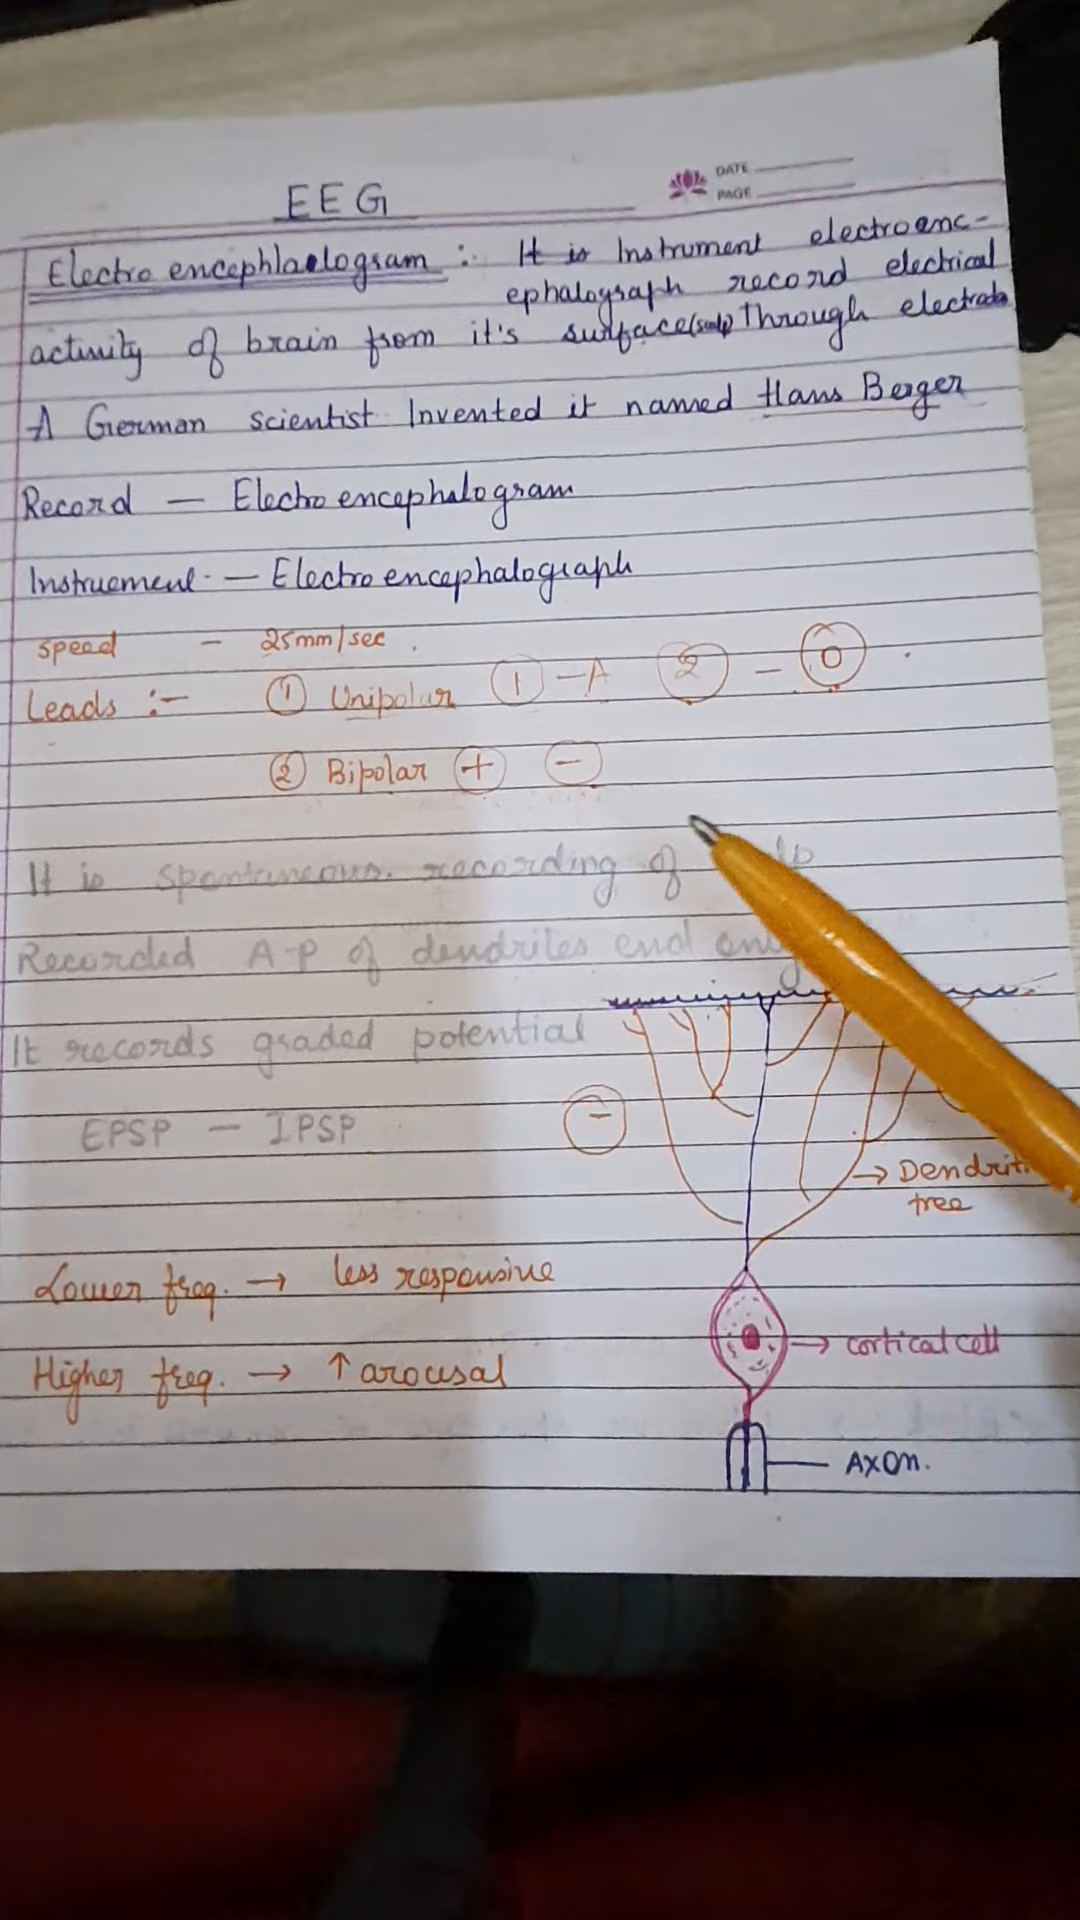 EEG
DATE
PAGE
Electro encephlaologram : It is Instrument electroenc-
ephalograph record electrical
activity of brain from it's surface(scalp) Through electrode
A German scientist Invented it named Hans Berger
Record — Electro encephalogram
Instruement - — Electro encephalograph
Speed - 25mm/sec .
Leads :- ① Unipolar ① -A ② - 0
② Bipolar + -
It is spontaneous. recording of
Recorded A-P of dendrites end
It records graded potential
EPSP - IPSP
-
→ Dendrit
tree
Lower freq. → less responsive
→ cortical cell
Higher freq. → ↑ arousal
AXON.